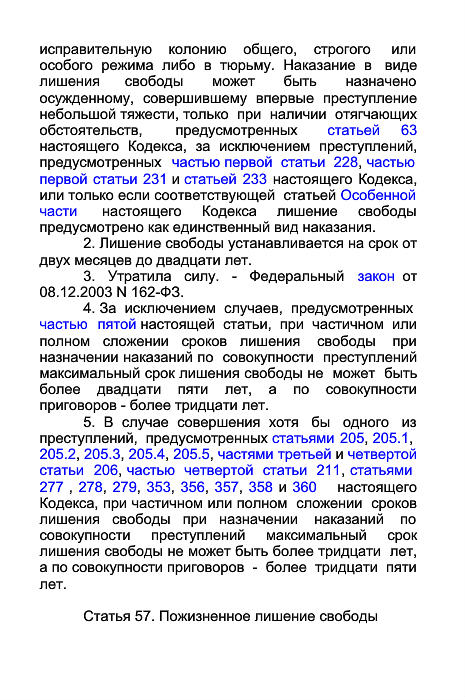 исправительную колонию общего, строгого или
особого режима либо в тюрьму. Наказание в виде
лишения свободы может быть назначено
осужденному, совершившему впервые преступление
небольшой тяжести, только при наличии отягчающих
обстоятельств, предусмотренных статьей 63
настоящего Кодекса, за исключением преступлений,
предусмотренных частью первой статьи 228, частью
первой статьи 231 и статьей 233 настоящего Кодекса,
или только если соответствующей статьей Особенной
части настоящего Кодекса лишение свободы
предусмотрено как единственный вид наказания.
2. Лишение свободы устанавливается на срок от
двух месяцев до двадцати лет.
3. Утратила силу. - Федеральный закон от
08.12.2003 N 162-ФЗ.
4. За исключением случаев, предусмотренных
частью пятой настоящей статьи, при частичном или
полном сложении сроков лишения свободы при
назначении наказаний по совокупности преступлений
максимальный срок лишения свободы не может быть
более двадцати пяти лет, а по совокупности
приговоров - более тридцати лет.
5. В случае совершения хотя бы одного из
преступлений, предусмотренных статьями 205, 205.1,
205.2, 205.3, 205.4, 205.5, частями третьей и четвертой
статьи 206, частью четвертой статьи 211, статьями
277 , 278, 279, 353, 356, 357, 358 и 360 настоящего
Кодекса, при частичном или полном сложении сроков
лишения свободы при назначении наказаний по
совокупности преступлений максимальный срок
лишения свободы не может быть более тридцати лет,
а по совокупности приговоров - более тридцати пяти
лет.
Статья 57. Пожизненное лишение свободы